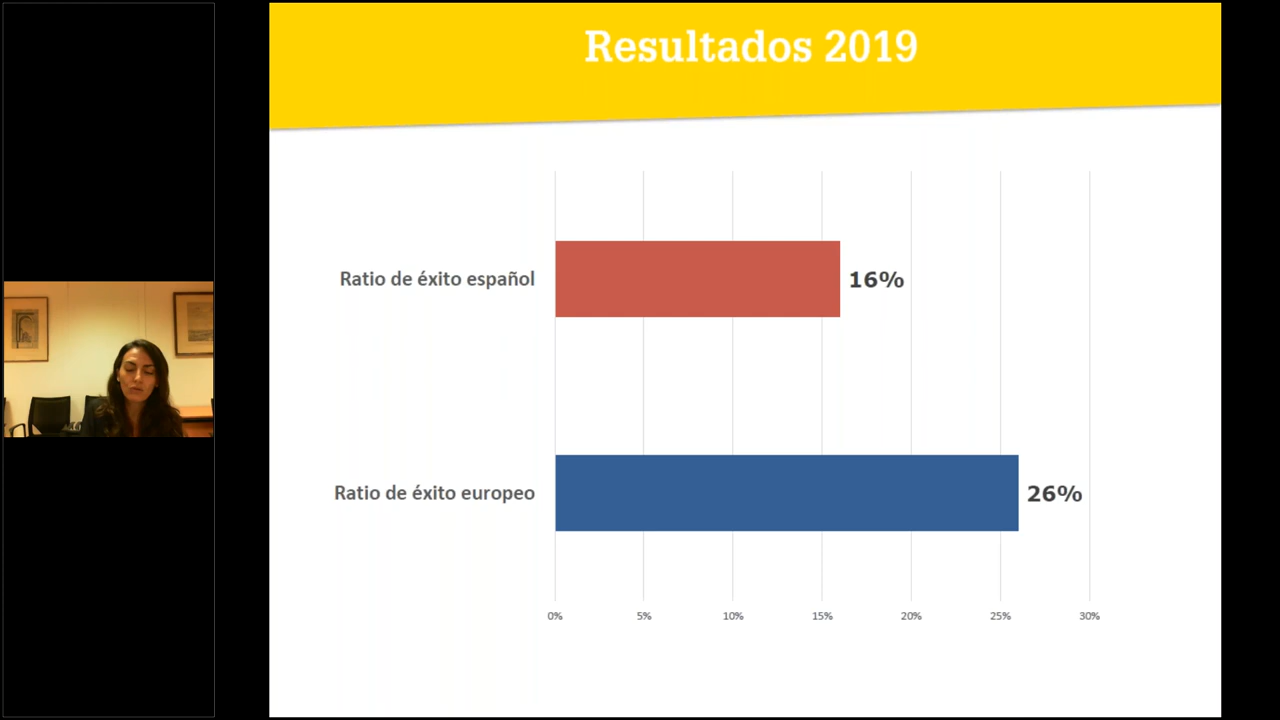 Resultados 2019
Ratio de éxito español
16%
Ratio de éxito europeo
26%
0% 5% 10% 15% 20% 25% 30%